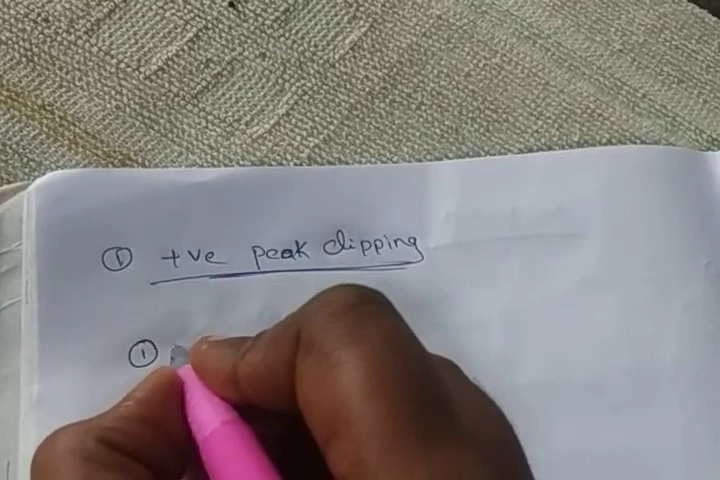 ① +ve peak clipping
①